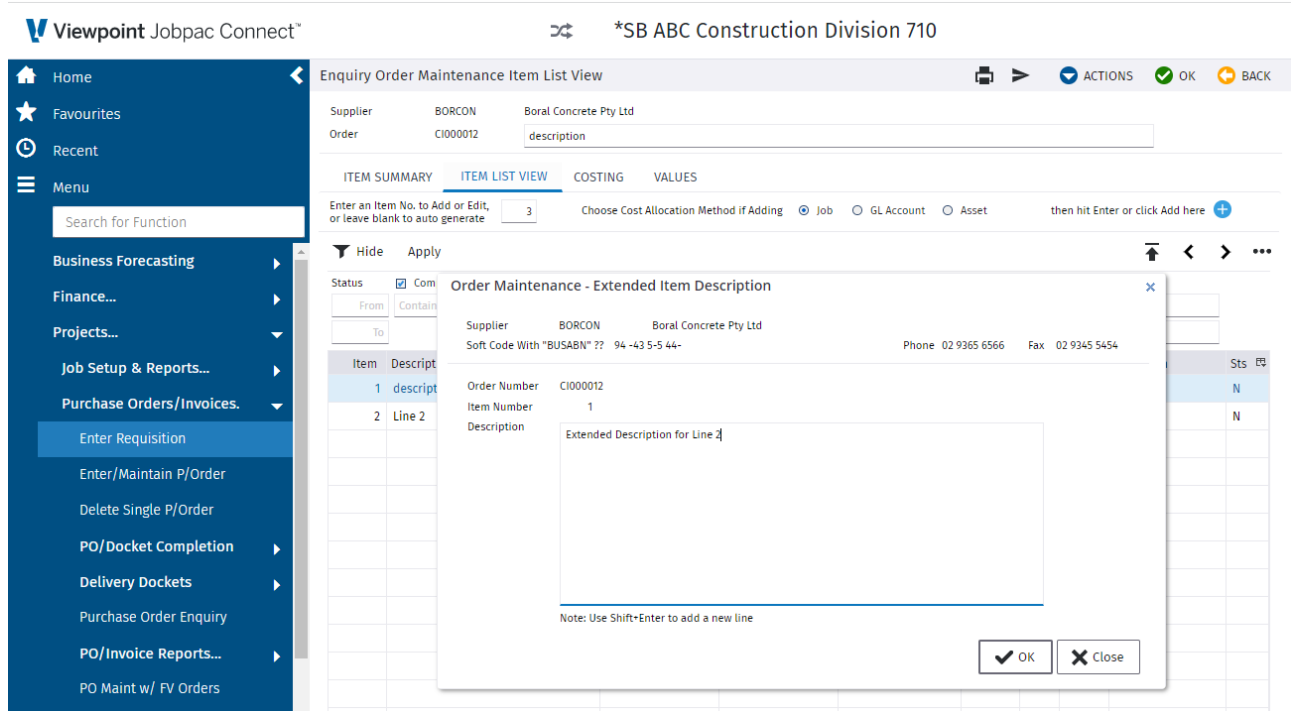 Viewpoint Jobpac Connect™
*SB ABC Construction Division 710
Home
Favourites
Recent
Menu
Search for Function
Business Forecasting
Finance...
Projects...
Job Setup & Reports...
Purchase Orders/Invoices.
Enter Requisition
Enter/Maintain P/Order
Delete Single P/Order
PO/Docket Completion
Delivery Dockets
Purchase Order Enquiry
PO/Invoice Reports...
PO Maint w/ FV Orders
Enquiry Order Maintenance Item List View
ACTIONS OK BACK
Supplier BORCON Boral Concrete Pty Ltd
Order CI000012 description
ITEM SUMMARY ITEM LIST VIEW COSTING VALUES
Enter an Item No. to Add or Edit,
or leave blank to auto generate
3
Choose Cost Allocation Method if Adding Job GL Account Asset then hit Enter or click Add here
Hide Apply
Status Com
From Contain
To
Item Descript Sts
1 descript N
2 Line 2 N
Order Maintenance - Extended Item Description
Supplier BORCON Boral Concrete Pty Ltd
Soft Code With "BUSABN" ?? 94 -43 5-5 44- Phone 02 9365 6566 Fax 02 9345 5454
Order Number CI000012
Item Number 1
Description Extended Description for Line 2
Note: Use Shift+Enter to add a new line
OK Close